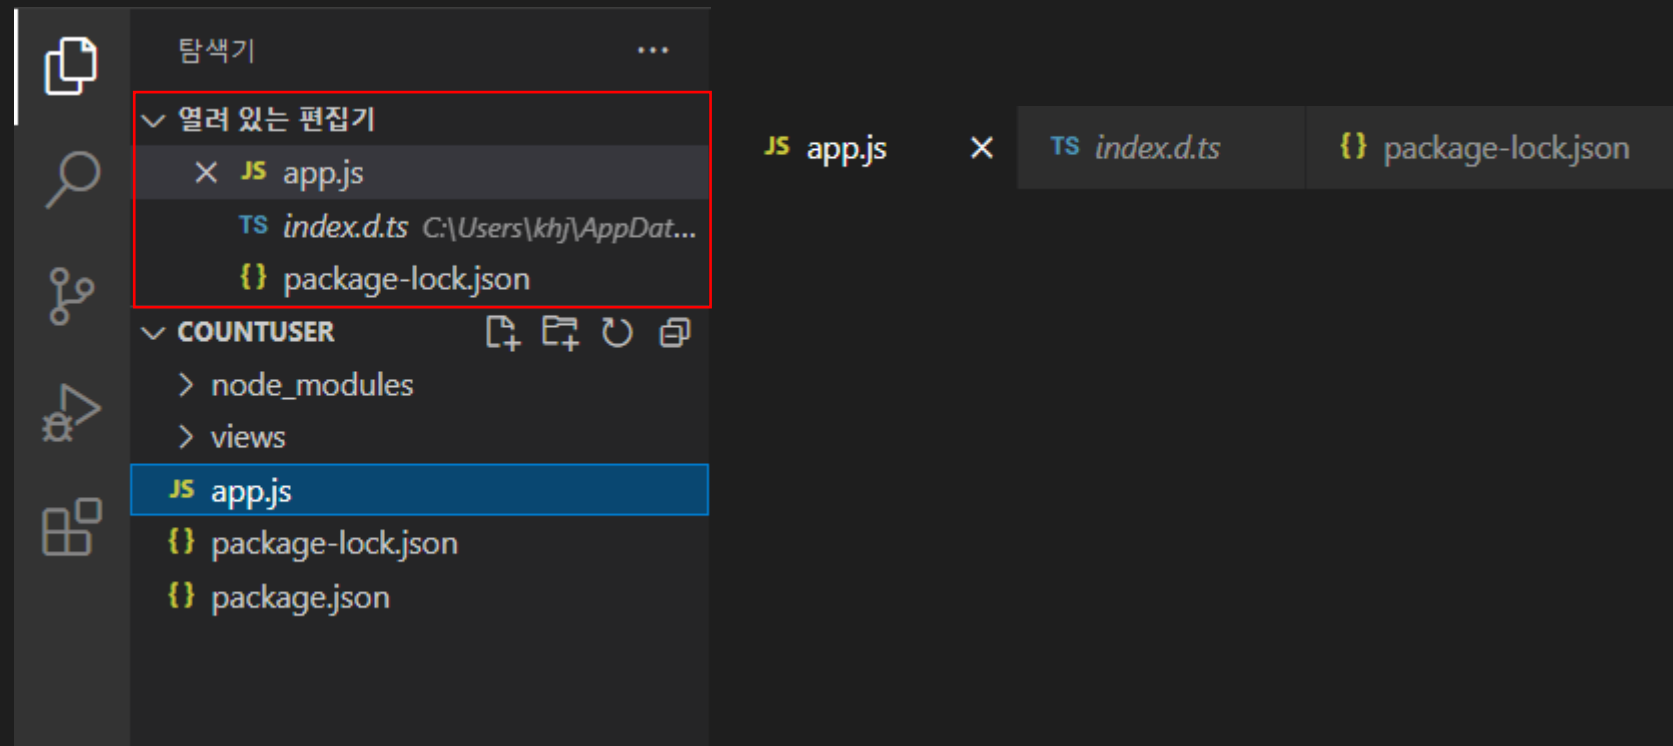 탐색기
열려 있는 편집기
JS app.js
TS index.d.ts C:\Users\khj\AppDat...
{} package-lock.json
COUNTUSER
node_modules
views
JS app.js
{} package-lock.json
{} package.json
JS app.js TS index.d.ts {} package-lock.json